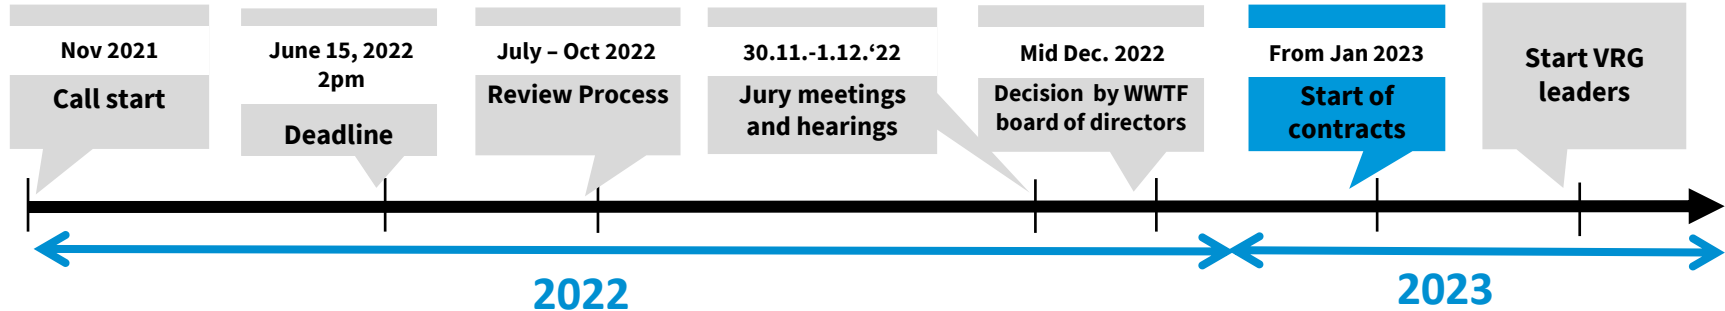 Nov 2021
Call start
June 15, 2022
2pm
Deadline
July – Oct 2022
Review Process
30.11.-1.12.‘22
Jury meetings
and hearings
Mid Dec. 2022
Decision by WWTF
board of directors
From Jan 2023
Start of
contracts
Start VRG
leaders
2022
2023